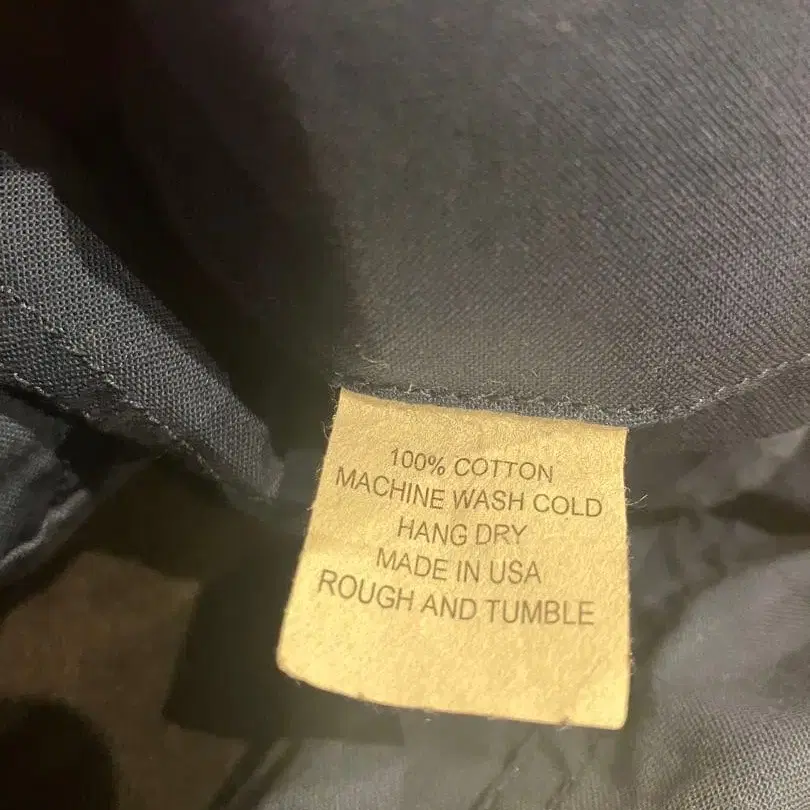 100% COTTON
MACHINE WASH COLD
HANG DRY
MADE IN USA
ROUGH AND TUMBLE